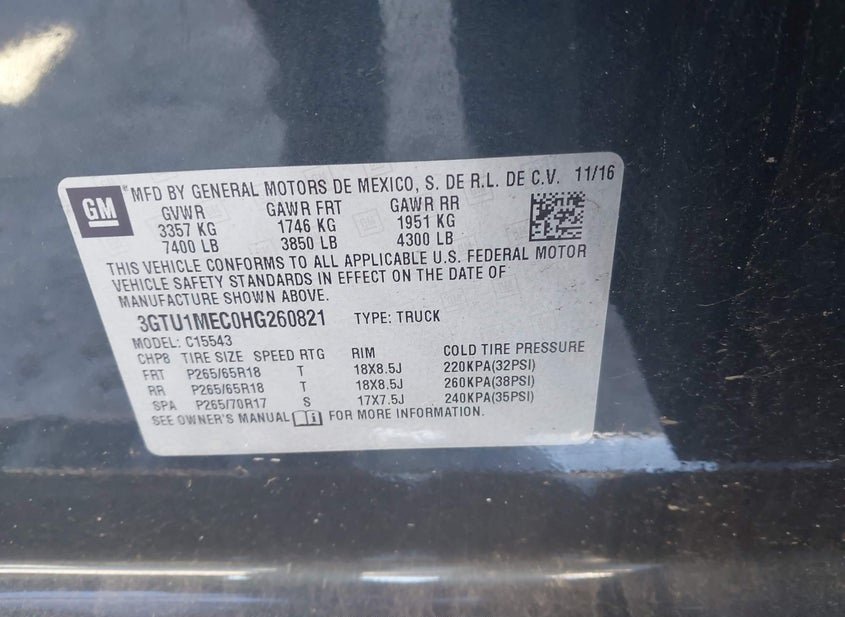 GM
MFD BY GENERAL MOTORS DE MEXICO, S. DE R.L. DE C.V. 11/16
GVWR GAWR FRT GAWR RR
3357 KG 1746 KG 1951 KG
7400 LB 3850 LB 4300 LB
THIS VEHICLE CONFORMS TO ALL APPLICABLE U.S. FEDERAL MOTOR
VEHICLE SAFETY STANDARDS IN EFFECT ON THE DATE OF
MANUFACTURE SHOWN ABOVE.
3GTU1MEC0HG260821 TYPE: TRUCK
MODEL: C15543
CHPB TIRE SIZE SPEED RTG RIM COLD TIRE PRESSURE
FRT P265/65R18 T 18X8.5J 220KPA(32PSI)
RR P265/65R18 T 18X8.5J 260KPA(38PSI)
SPA P265/70R17 S 17X7.5J 240KPA(35PSI)
SEE OWNER'S MANUAL FOR MORE INFORMATION.